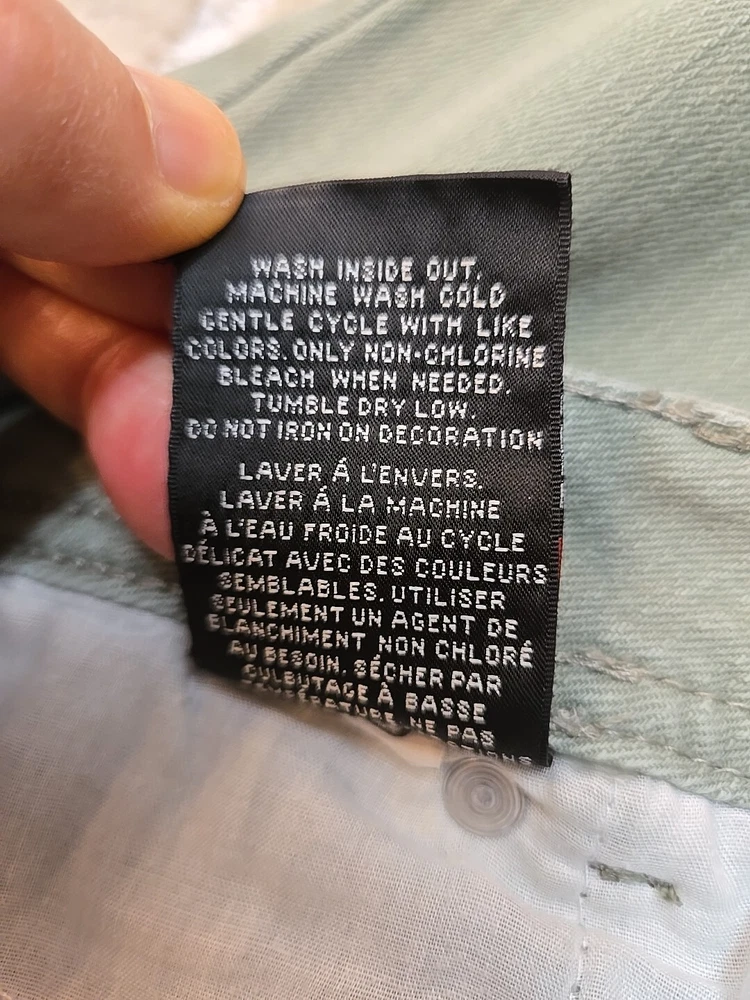 WASH INSIDE OUT.
MACHINE WASH COLD
GENTLE CYCLE WITH LIKE
COLORS. ONLY NON-CHLORINE
BLEACH WHEN NEEDED.
TUMBLE DRY LOW.
DO NOT IRON ON DECORATION
LAVER Á L'ENVERS.
LAVER Á LA MACHINE
À L'EAU FROIDE AU CYCLE
DÉLICAT AVEC DES COULEURS
SEMBLABLES. UTILISER
SEULEMENT UN AGENT DE
BLANCHIMENT NON CHLORÉ
AU BESOIN. SÉCHER PAR
CULBUTAGE À BASSE
NE PAS